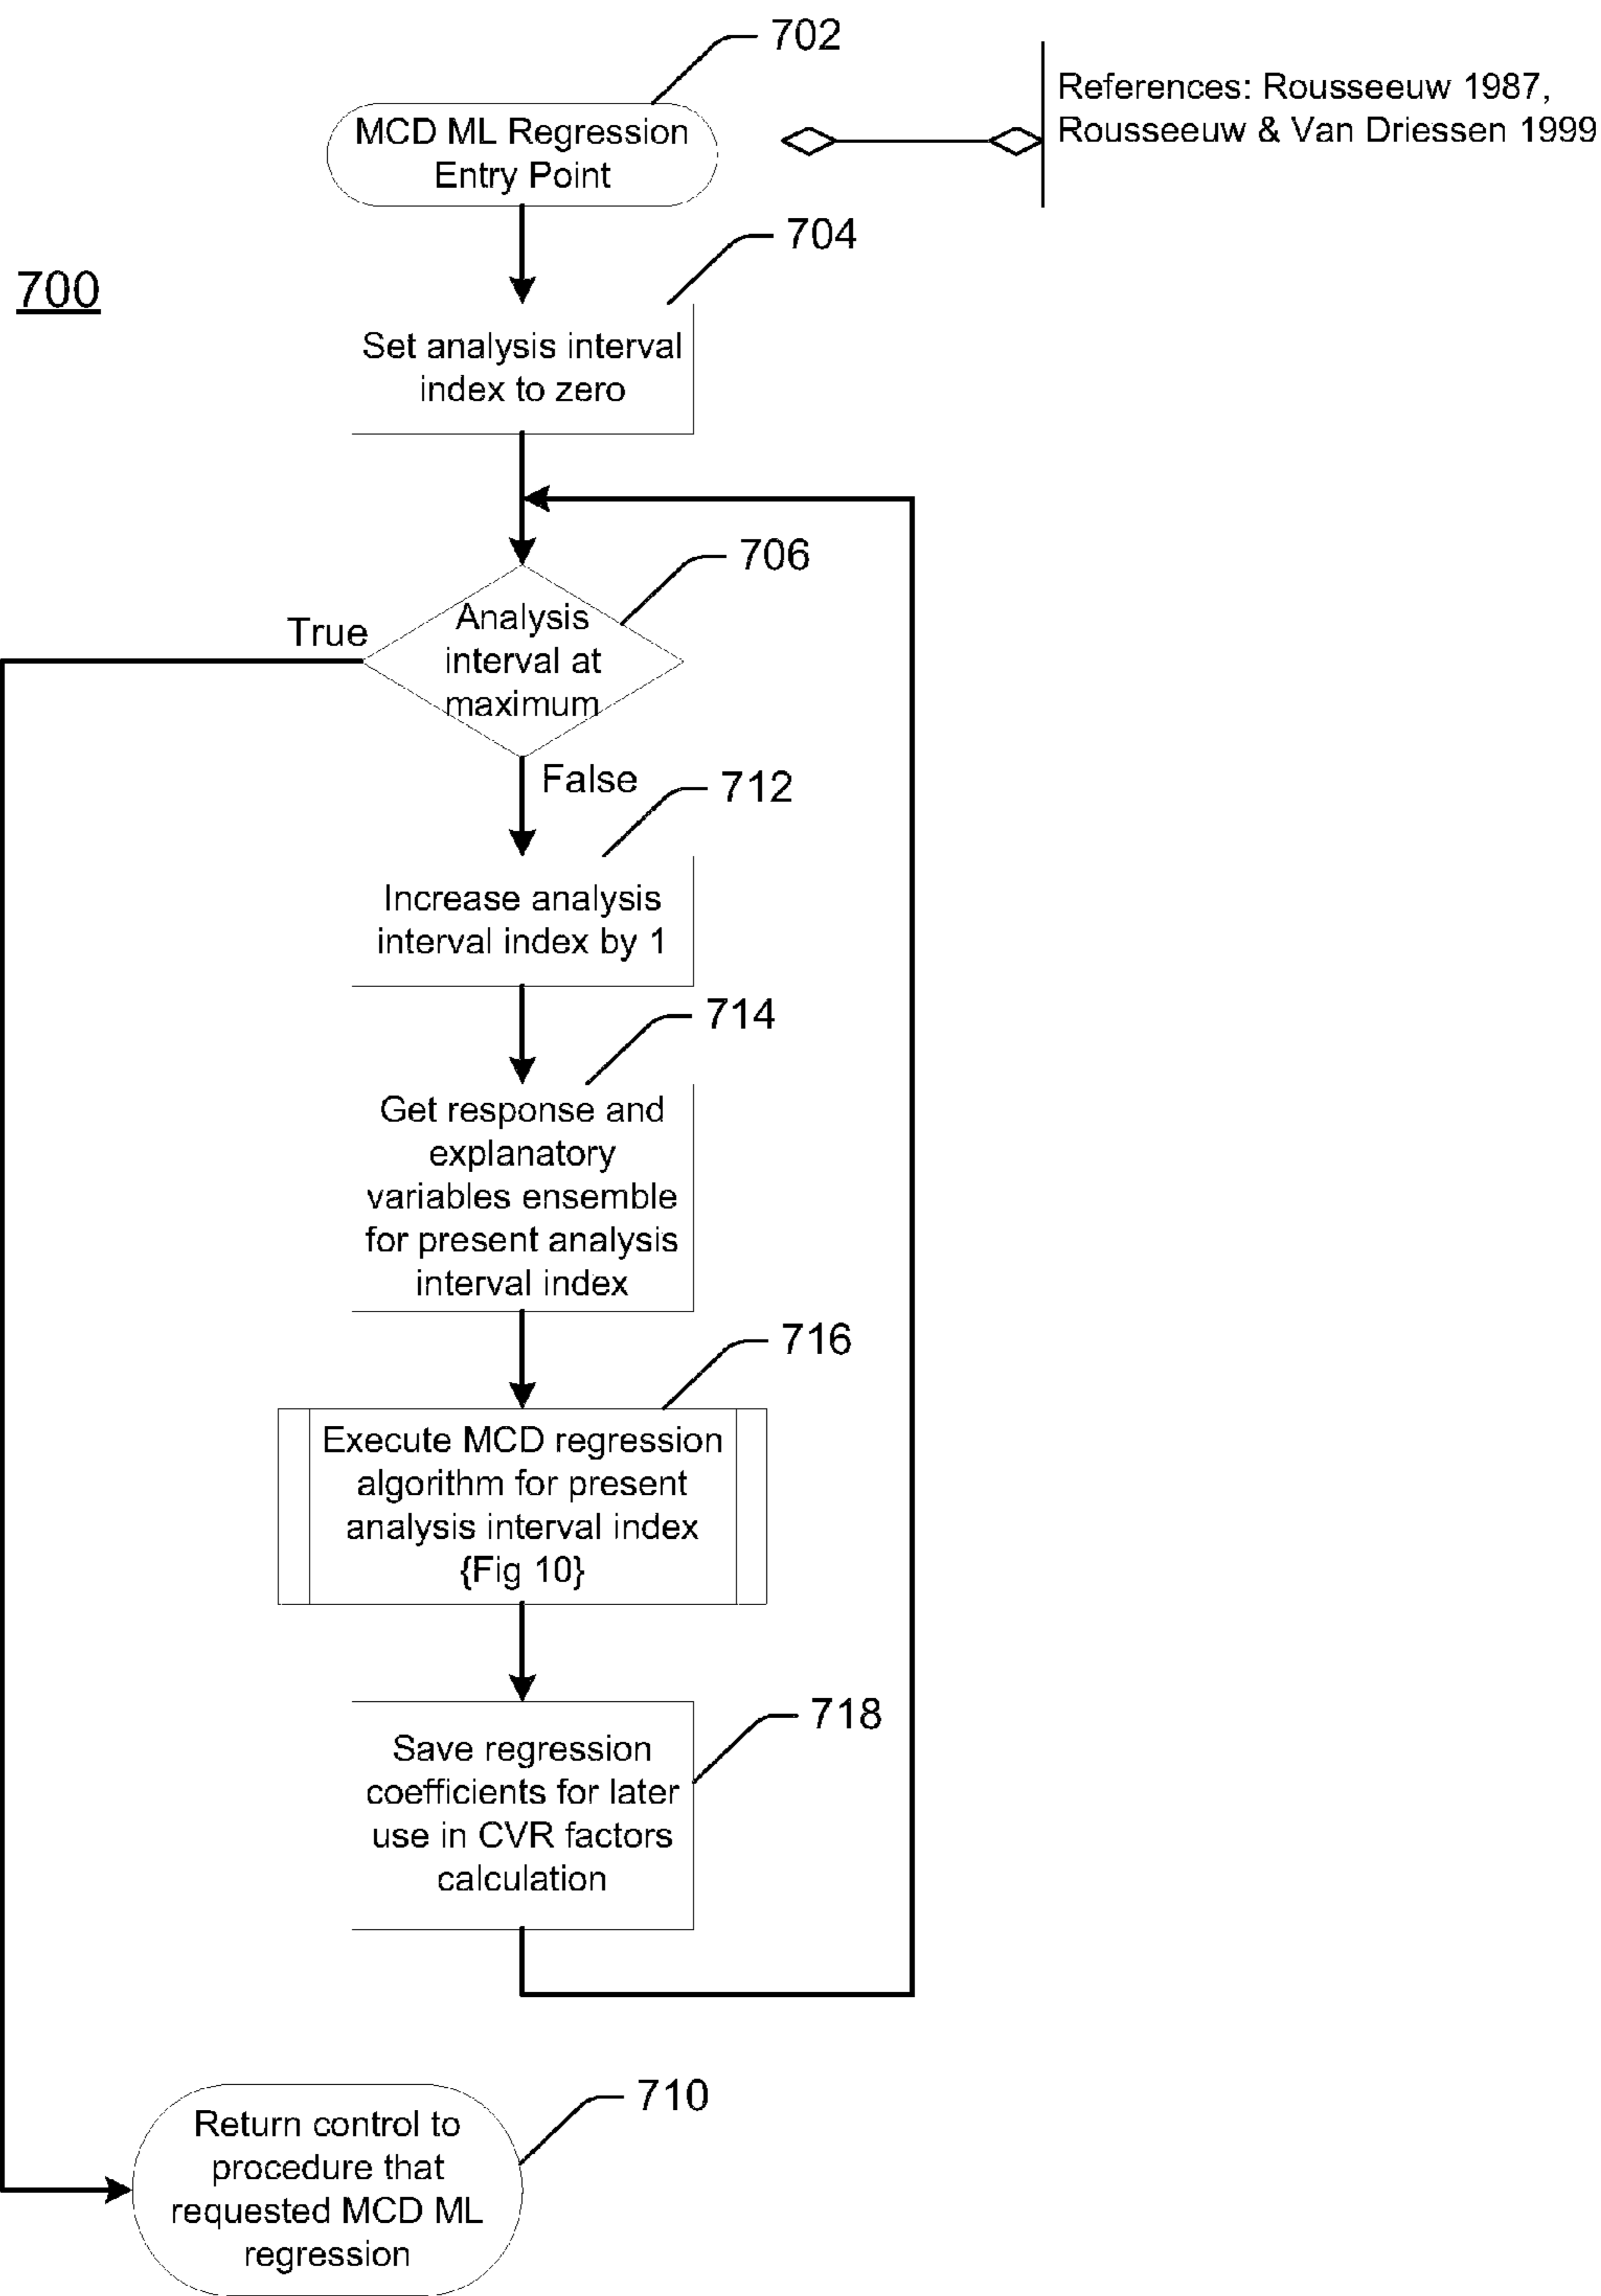 702
MCD ML Regression
Entry Point
References: Rousseeuw 1987,
Rousseeuw & Van Driessen 1999
704
700
Set analysis interval
index to zero
706
Analysis
interval at
maximum
True
False
712
Increase analysis
interval index by 1
714
Get response and
explanatory
variables ensemble
for present analysis
interval index
716
Execute MCD regression
algorithm for present
analysis interval index
{Fig 10}
718
Save regression
coefficients for later
use in CVR factors
calculation
710
Return control to
procedure that
requested MCD ML
regression